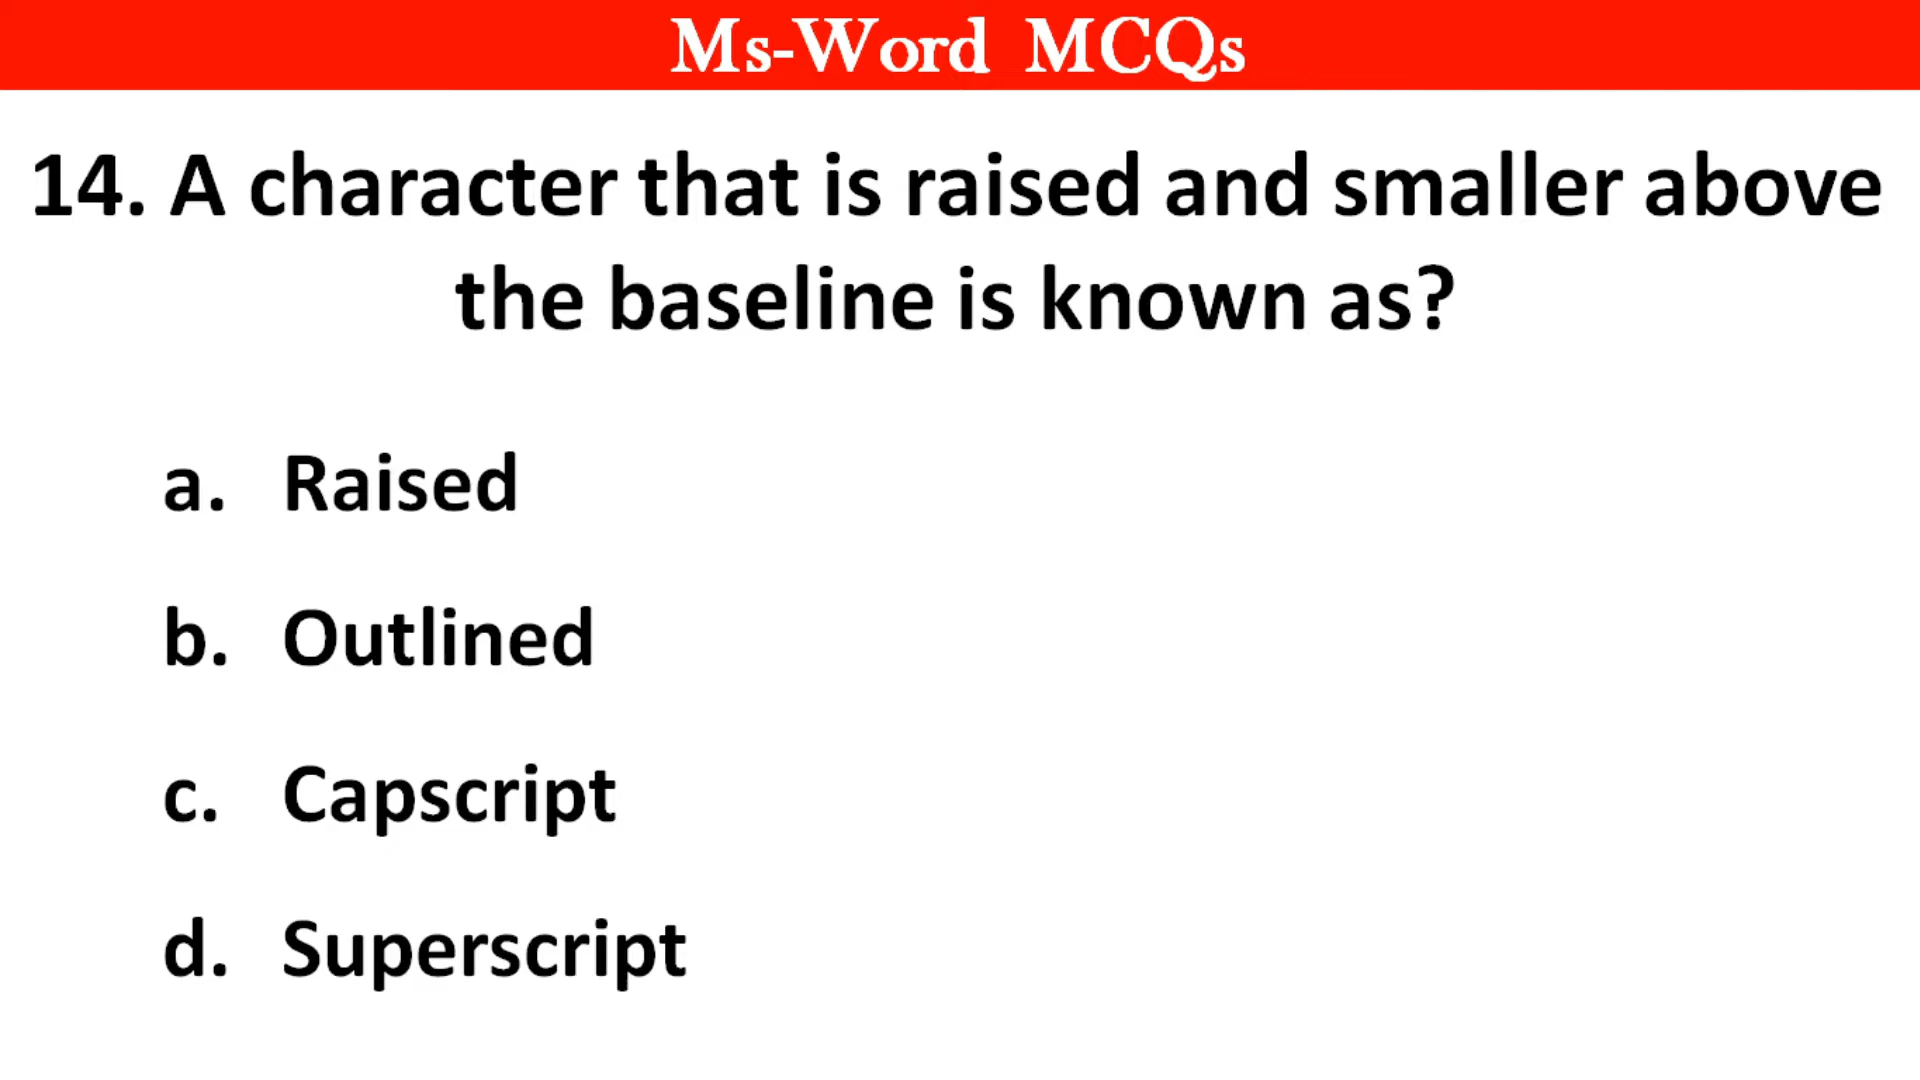 Ms-Word MCQs
14. A character that is raised and smaller above
the baseline is known as?
a. Raised
b. Outlined
c. Capscript
d. Superscript